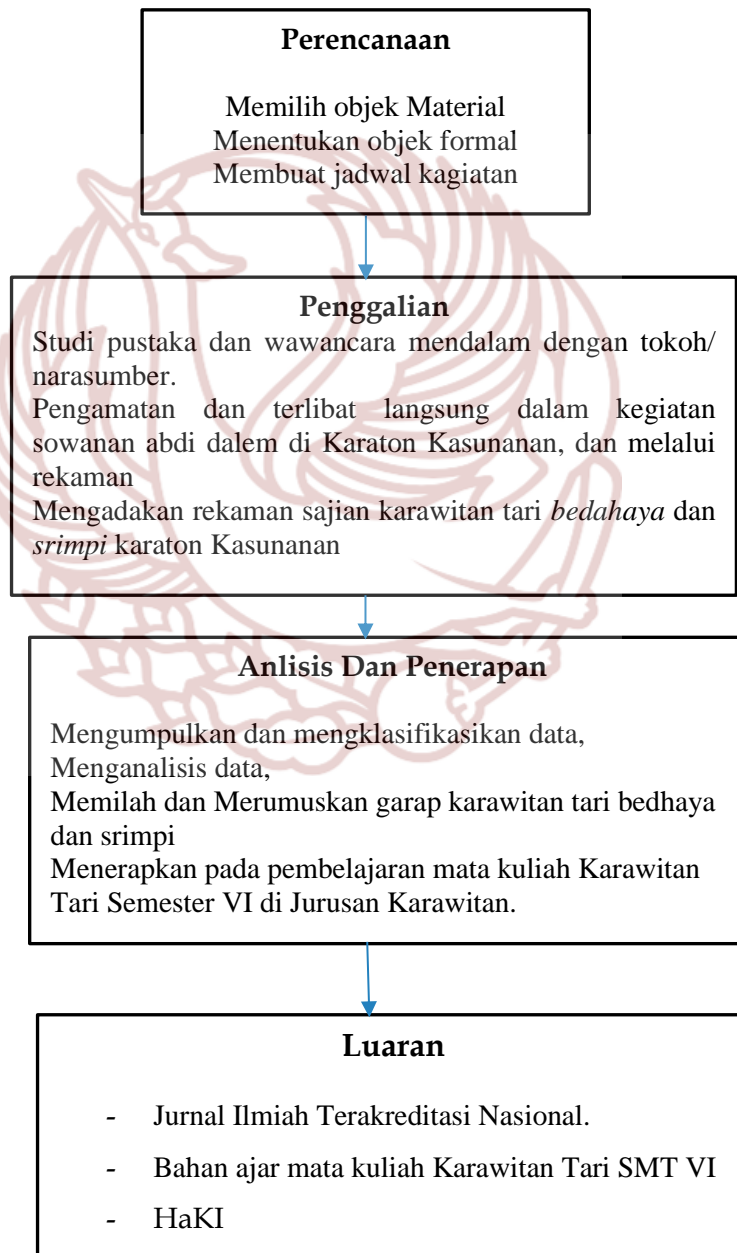 Perencanaan
Memilih objek Material
Menentukan objek formal
Membuat jadwal kagiatan
Penggalian
Studi pustaka dan wawancara mendalam dengan tokoh/
narasumber.
Pengamatan dan terlibat langsung dalam kegiatan
sowanan abdi dalem di Karaton Kasunanan, dan melalui
rekaman
Mengadakan rekaman sajian karawitan tari bedahaya dan
srimpi karaton Kasunanan
Anlisis Dan Penerapan
Mengumpulkan dan mengklasifikasikan data,
Menganalisis data,
Memilah dan Merumuskan garap karawitan tari bedhaya
dan srimpi
Menerapkan pada pembelajaran mata kuliah Karawitan
Tari Semester VI di Jurusan Karawitan.
Luaran
- Jurnal Ilmiah Terakreditasi Nasional.
- Bahan ajar mata kuliah Karawitan Tari SMT VI
- HaKI